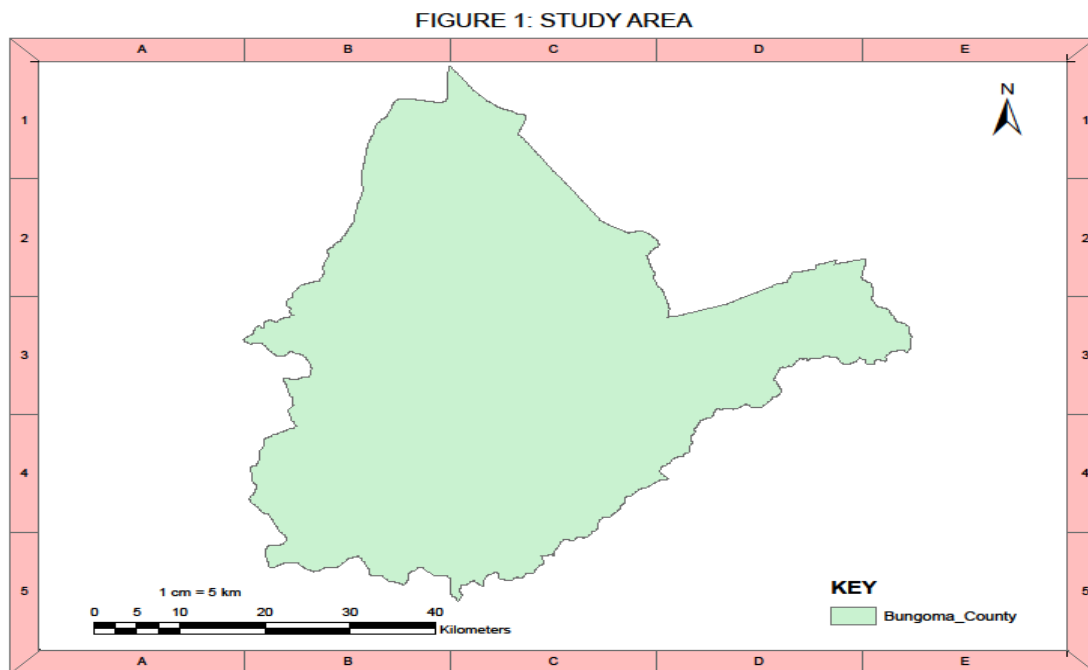 FIGURE 1: STUDY AREA
A B C D E
N
1 1
2 2
3 3
4 4
5 5
1 cm = 5 km
0 5 10 20 30 40
Kilometers
KEY
Bungoma_County
A B C D E